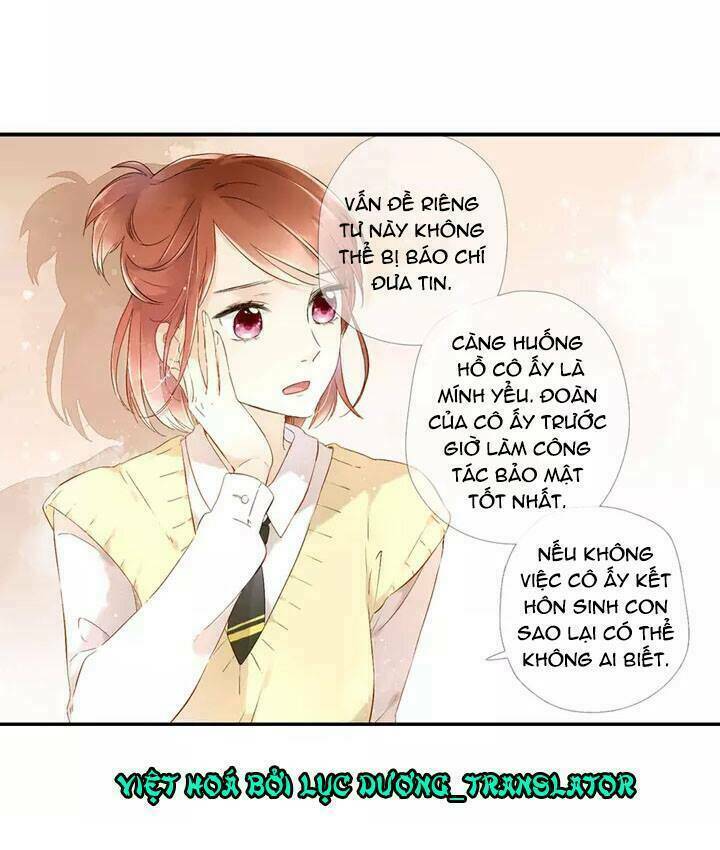 VẤN ĐỀ RIÊNG
TƯ NÀY KHÔNG
THỂ BỊ BÁO CHÍ
ĐƯA TIN.
CÀNG HUỐNG
HỒ CÔ ẤY LÀ
MÍNH YỂU. ĐOÀN
CỦA CÔ ẤY TRƯỚC
GIỜ LÀM CÔNG
TÁC BẢO MẬT
TỐT NHẤT.
NẾU KHÔNG
VIỆC CÔ ẤY KẾT
HÔN SINH CON
SAO LẠI CÓ THỂ
KHÔNG AI BIẾT.
VIỆT HOÁ BỞI LỤC DƯƠNG_TRANSLATOR